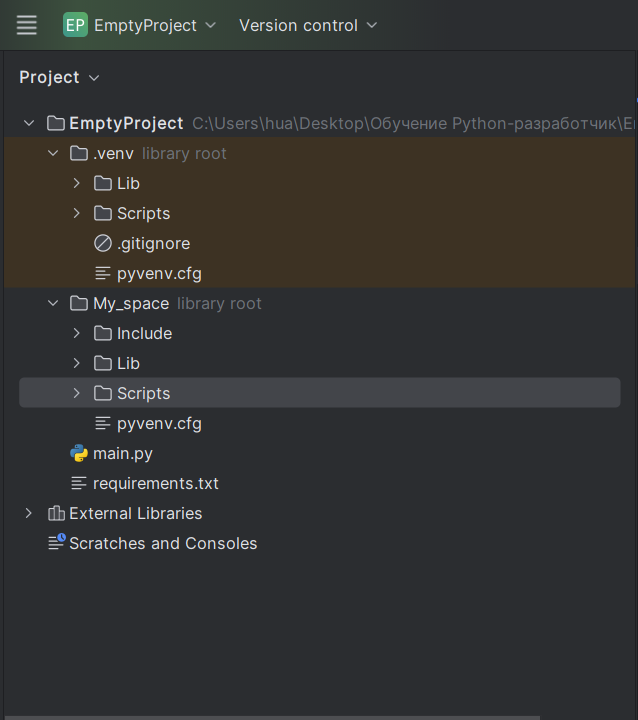 EP EmptyProject Version control
Project
EmptyProject C:\Users\hua\Desktop\Обучение Python-разработчик\
.venv library root
Lib
Scripts
.gitignore
pyvenv.cfg
My_space library root
Include
Lib
Scripts
pyvenv.cfg
main.py
requirements.txt
External Libraries
Scratches and Consoles